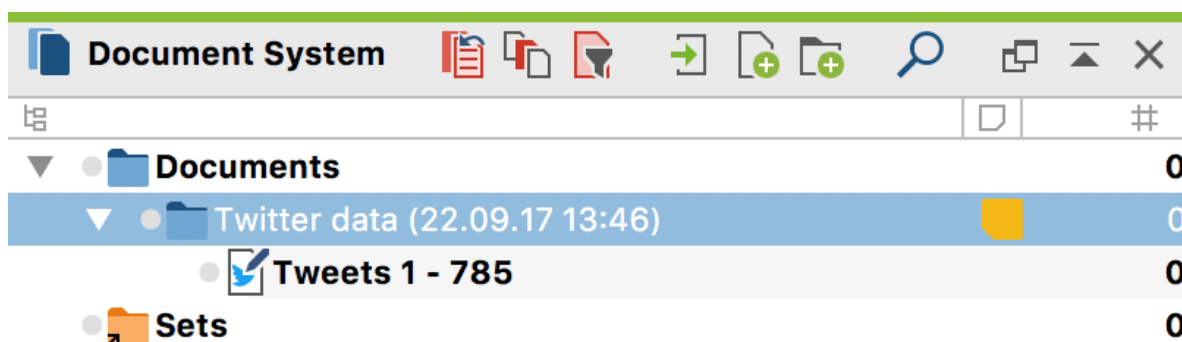 Document System
#
Documents 0
Twitter data (22.09.17 13:46) 0
Tweets 1 - 785 0
Sets 0